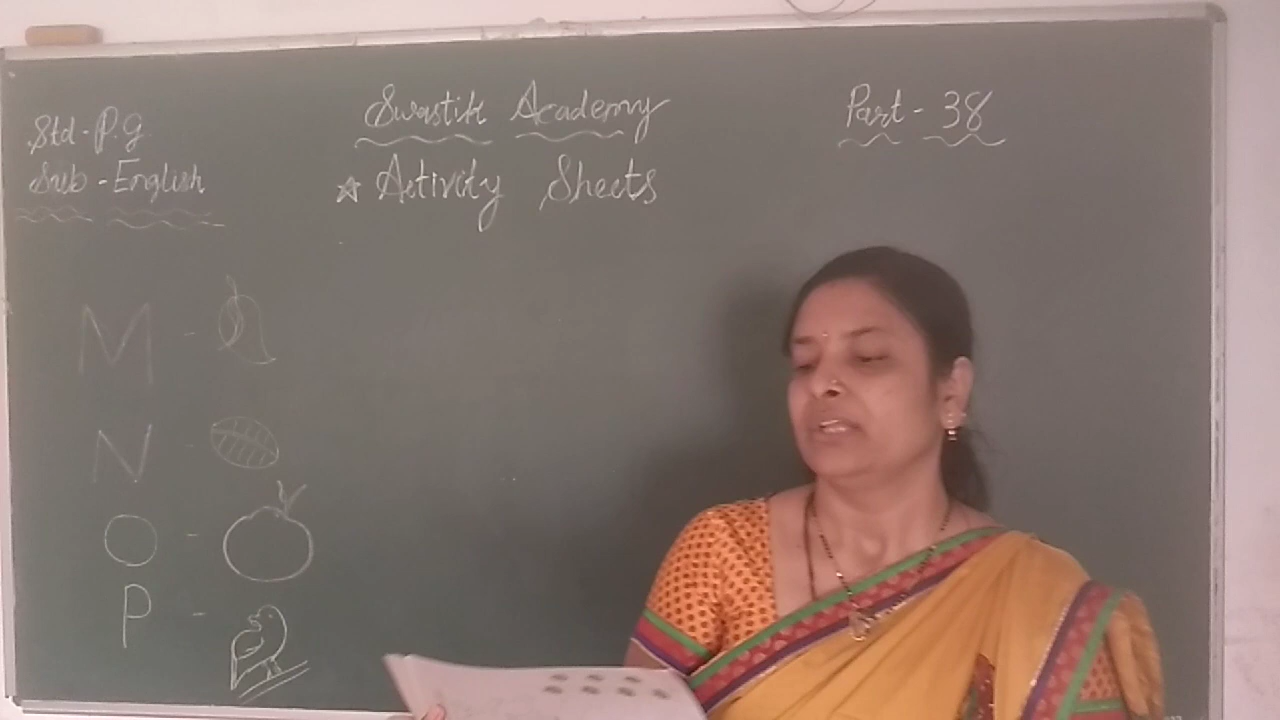 Std - P.G
Sub - English
Swastik Academy
☆ Activity Sheets
Part - 38
M -
N -
O -
P -